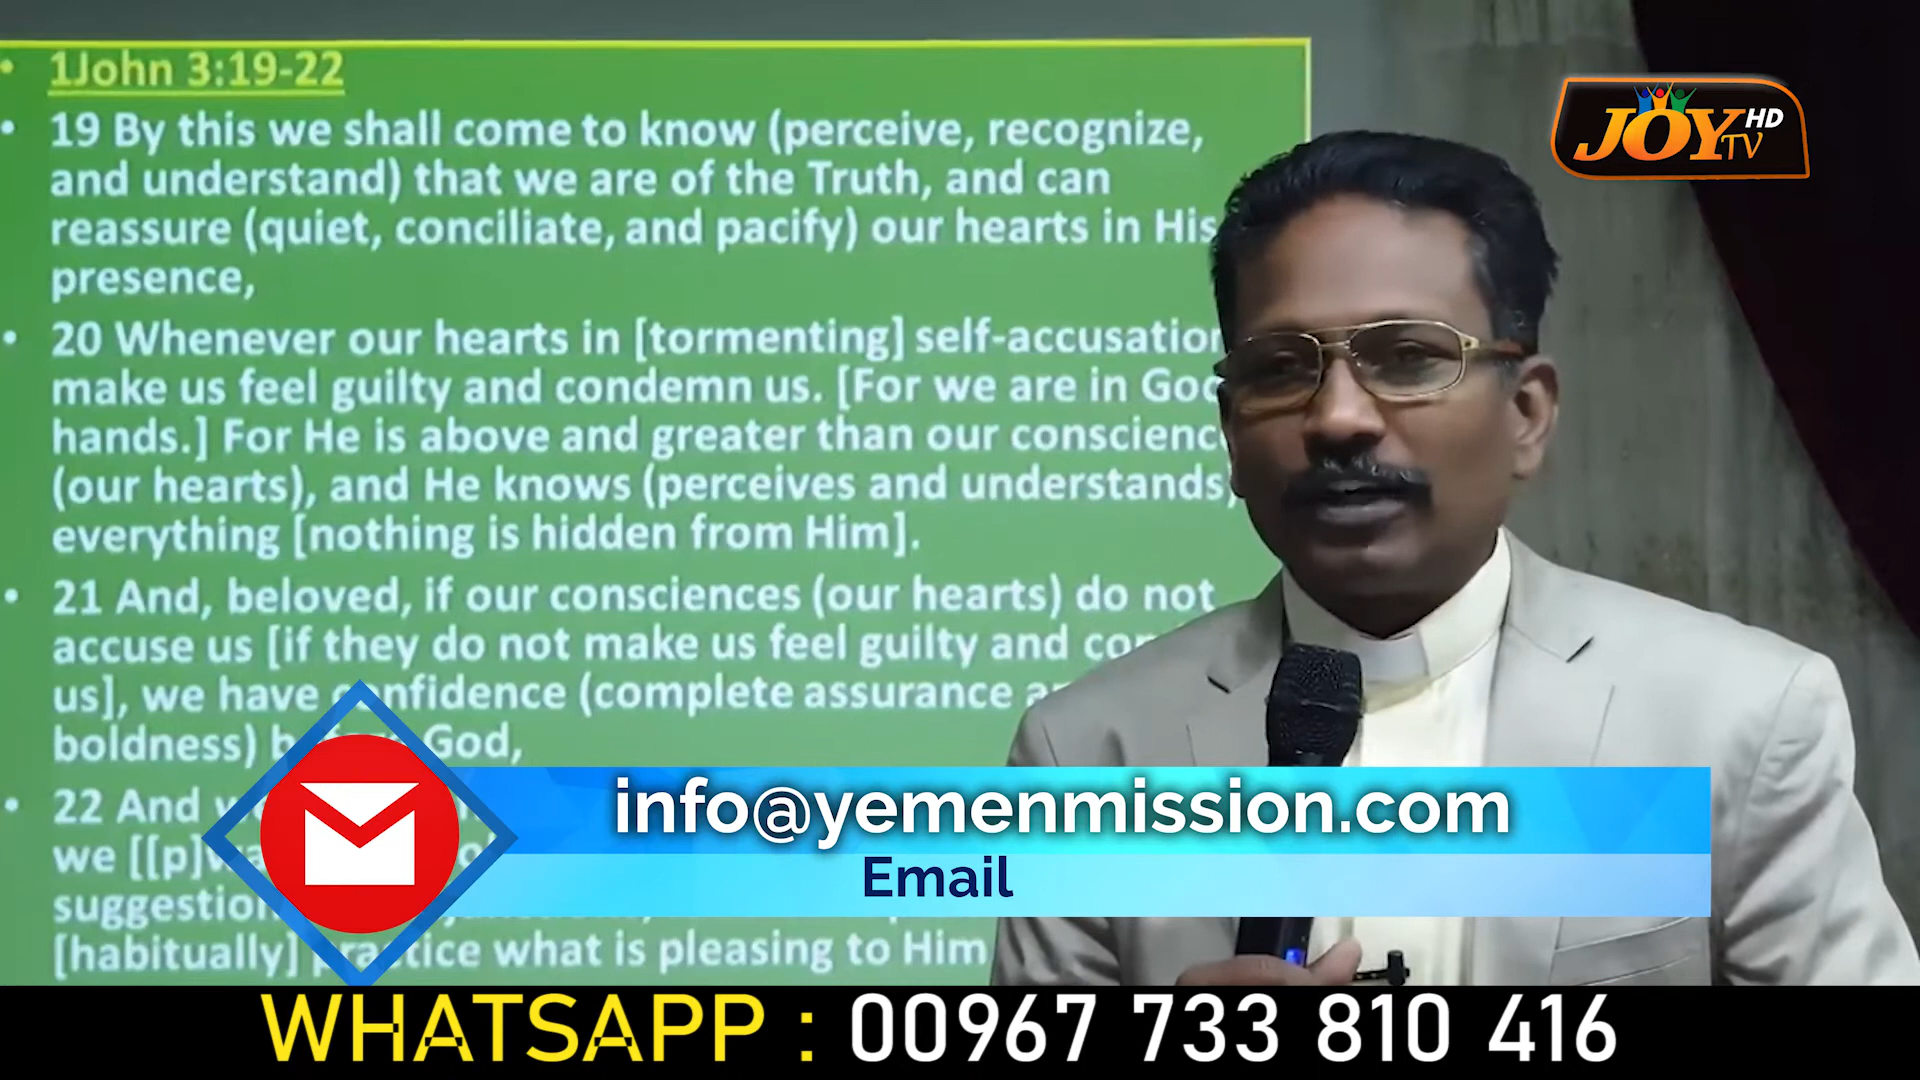 1John 3:19-22
19 By this we shall come to know (perceive, recognize,
and understand) that we are of the Truth, and can
reassure (quiet, conciliate, and pacify) our hearts in His
presence,
20 Whenever our hearts in [tormenting] self-accusation
make us feel guilty and condemn us. [For we are in
hands.] For He is above and greater than our
(our hearts), and He knows (perceives and understands)
everything [nothing is hidden from Him].
21 And, beloved, if our consciences (our hearts) do not
accuse us [if they do not make us feel guilty and
us], we have confidence (complete assurance
boldness) God,
22 And
we [[p]
[habitually] practice what is pleasing to Him
JOY TV HD
info@yemenmission.com
Email
WHATSAPP : 00967 733 810 416